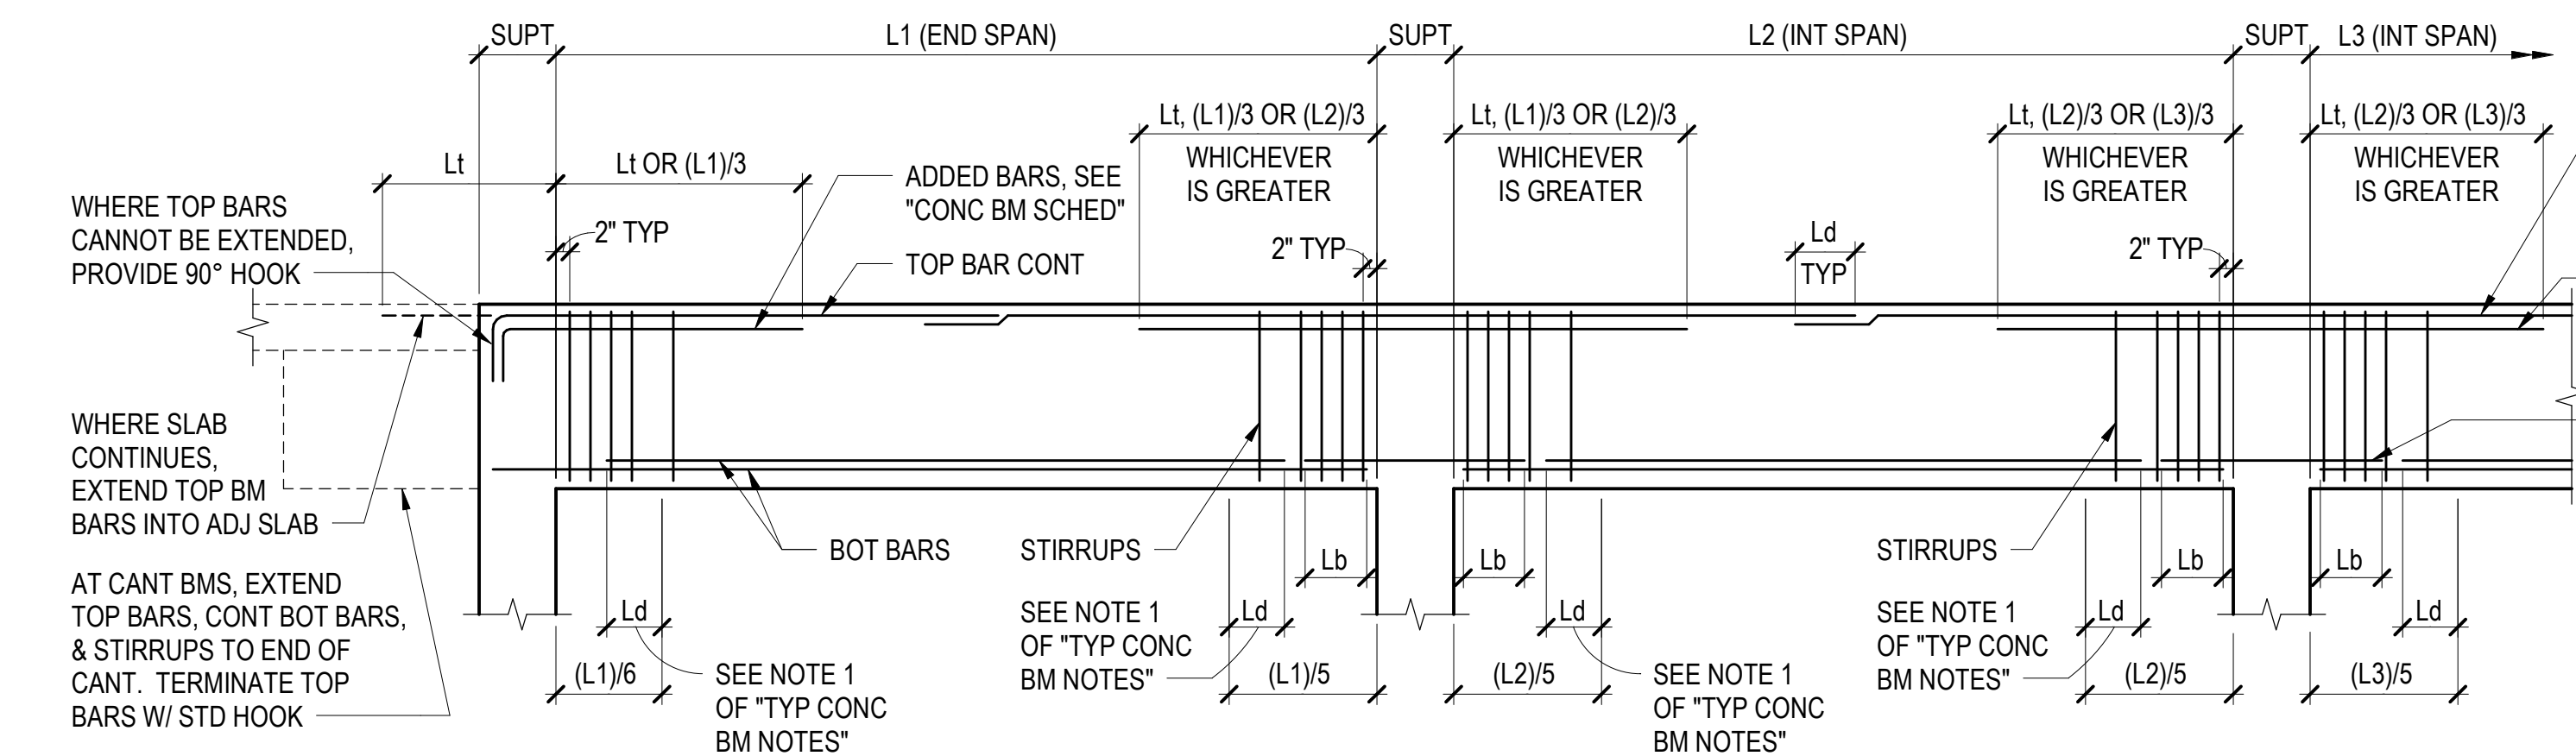 SUPT
L1 (END SPAN)
SUPT
L2 (INT SPAN)
SUPT
L3 (INT SPAN)
Lt, (L1)/3 OR (L2)/3
WHICHEVER
IS GREATER
Lt, (L1)/3 OR (L2)/3
WHICHEVER
IS GREATER
Lt, (L2)/3 OR (L3)/3
WHICHEVER
IS GREATER
Lt, (L2)/3 OR (L3)/3
WHICHEVER
IS GREATER
Lt
Lt OR (L1)/3
ADDED BARS, SEE
"CONC BM SCHED"
WHERE TOP BARS
CANNOT BE EXTENDED,
PROVIDE 90° HOOK
2" TYP
TOP BAR CONT
2" TYP
Ld
TYP
2" TYP
WHERE SLAB
CONTINUES,
EXTEND TOP BM
BARS INTO ADJ SLAB
BOT BARS
STIRRUPS
Lb
Lb
STIRRUPS
Lb
Lb
AT CANT BMS, EXTEND
TOP BARS, CONT BOT BARS,
& STIRRUPS TO END OF
CANT. TERMINATE TOP
BARS W/ STD HOOK
Ld
(L1)/6
SEE NOTE 1
OF "TYP CONC
BM NOTES"
SEE NOTE 1
OF "TYP CONC
BM NOTES"
Ld
(L1)/5
Ld
(L2)/5
SEE NOTE 1
OF "TYP CONC
BM NOTES"
SEE NOTE 1
OF "TYP CONC
BM NOTES"
Ld
(L2)/5
Ld
(L3)/5